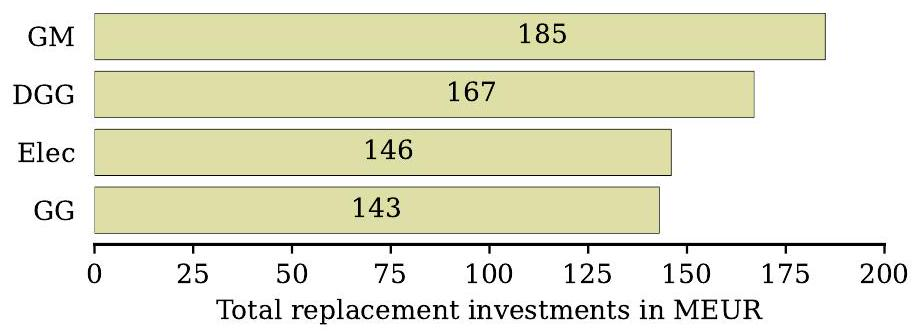 GM 185
DGG 167
Elec 146
GG 143
0 25 50 75 100 125 150 175 200
Total replacement investments in MEUR